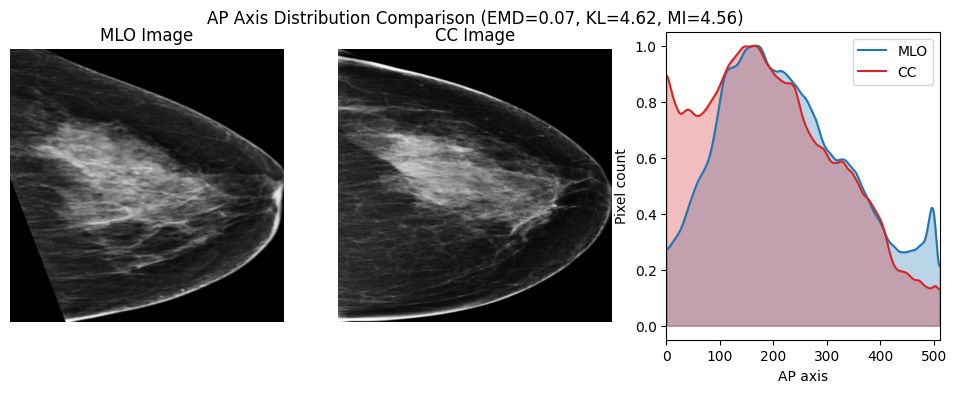 AP Axis Distribution Comparison (EMD=0.07, KL=4.62, MI=4.56)
MLO Image
CC Image
MLO
CC
Pixel count
1.0
0.8
0.6
0.4
0.2
0.0
0 100 200 300 400 500
AP axis